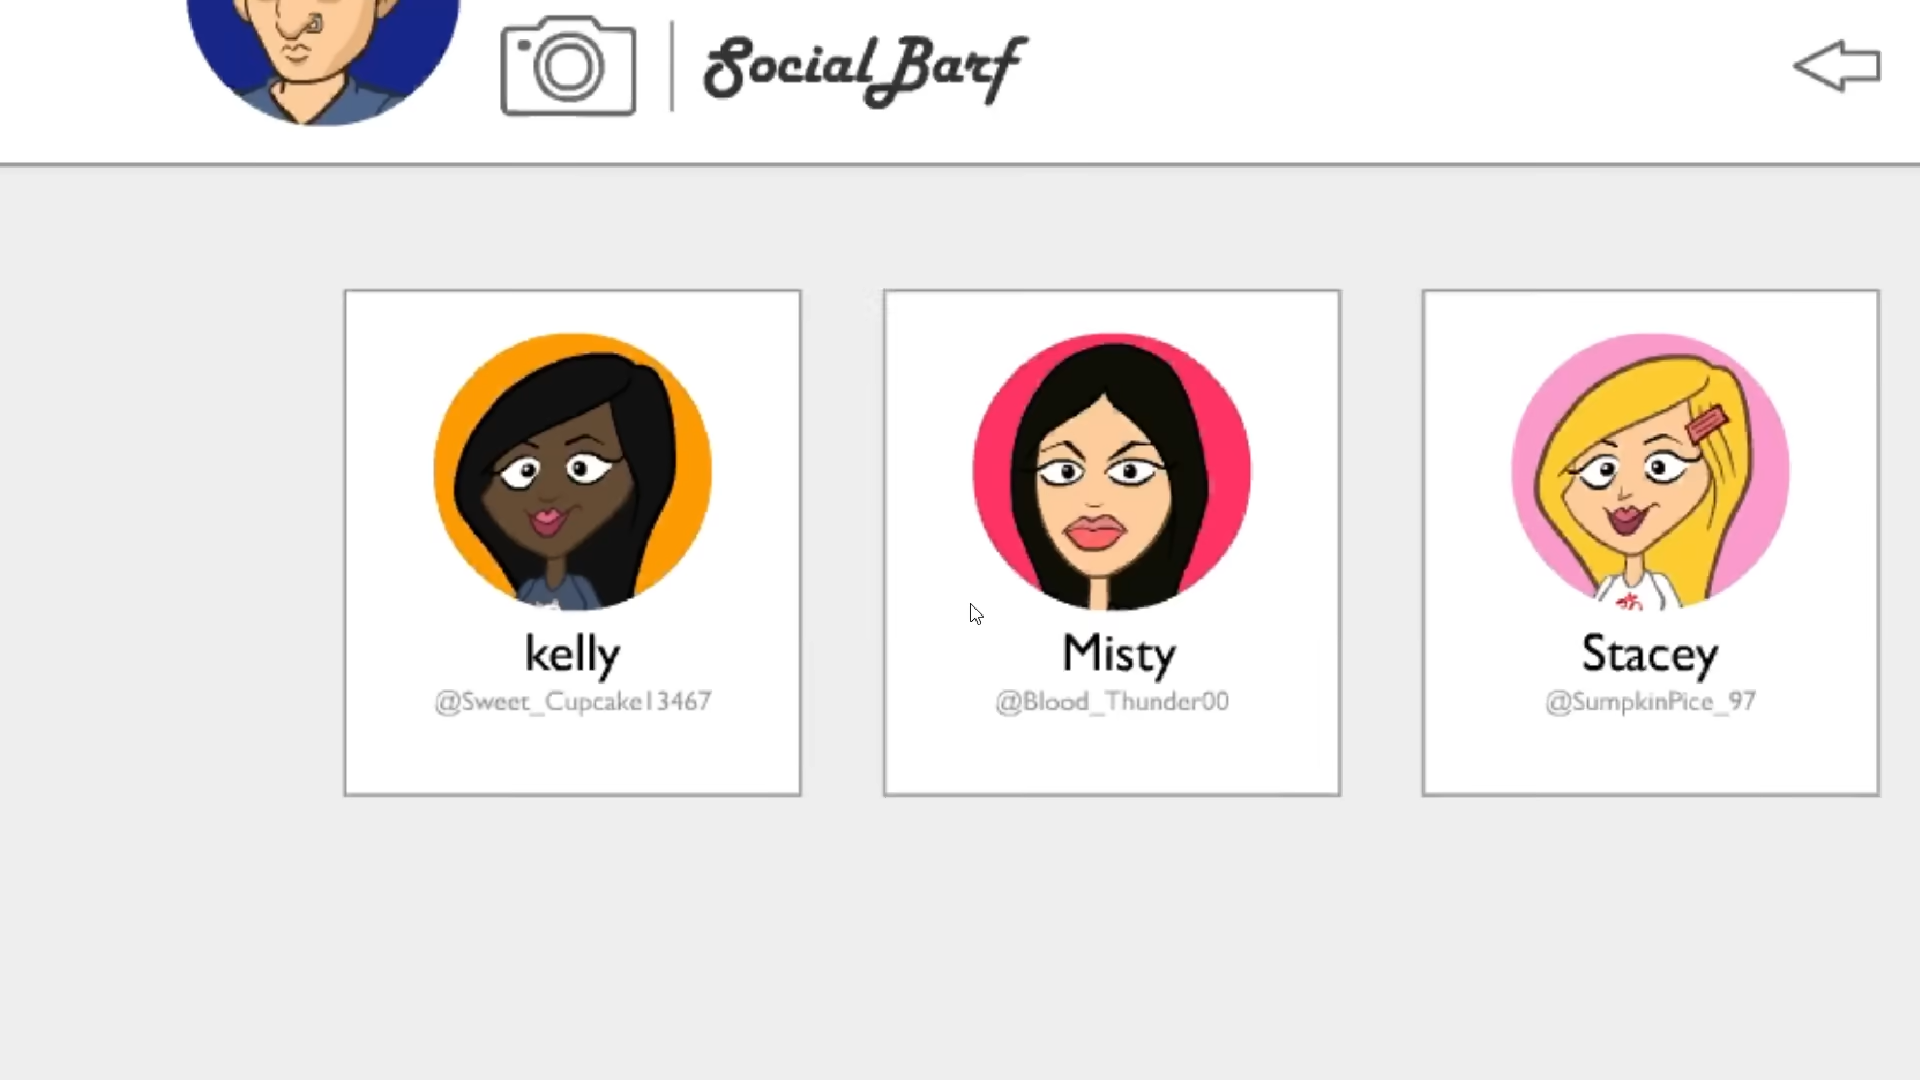 Social Barf
kelly
@Sweet_Cupcake13467
Misty
@Blood_Thunder00
Stacey
@SumpkinPice_97